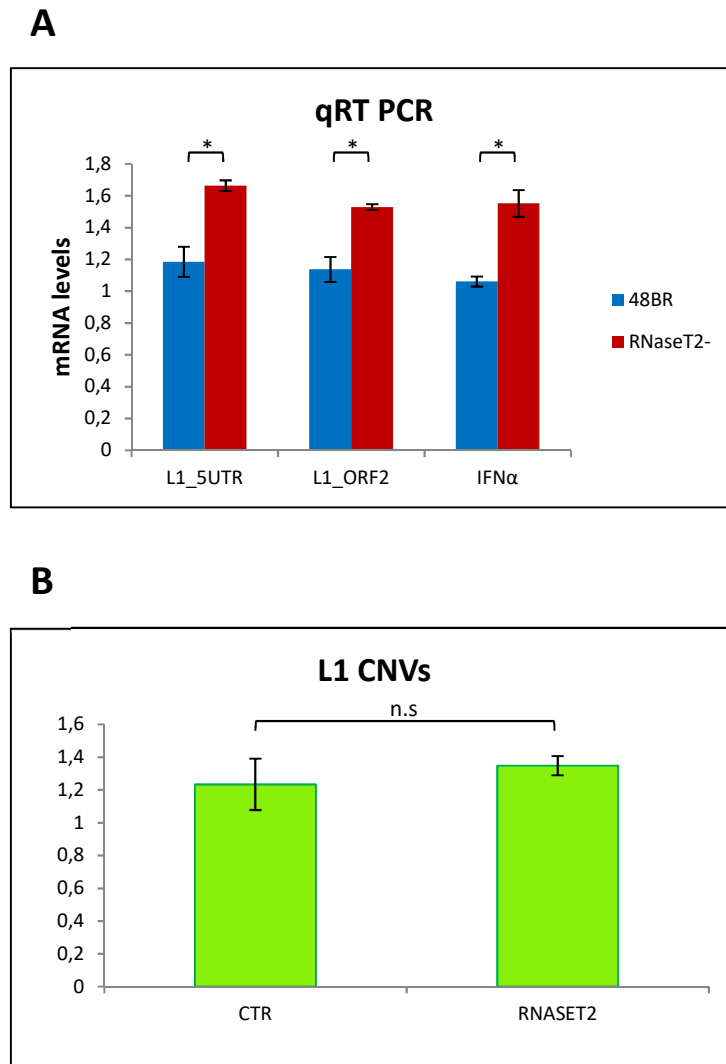 A
qRT PCR
* * *
1,8
1,6
1,4
1,2
1
0,8
0,6
0,4
0,2
0
mRNA levels
L1_5UTR L1_ORF2 IFNα
48BR
RNaseT2-
B
L1 CNVs
n.s
1,6
1,4
1,2
1
0,8
0,6
0,4
0,2
0
CTR RNASET2